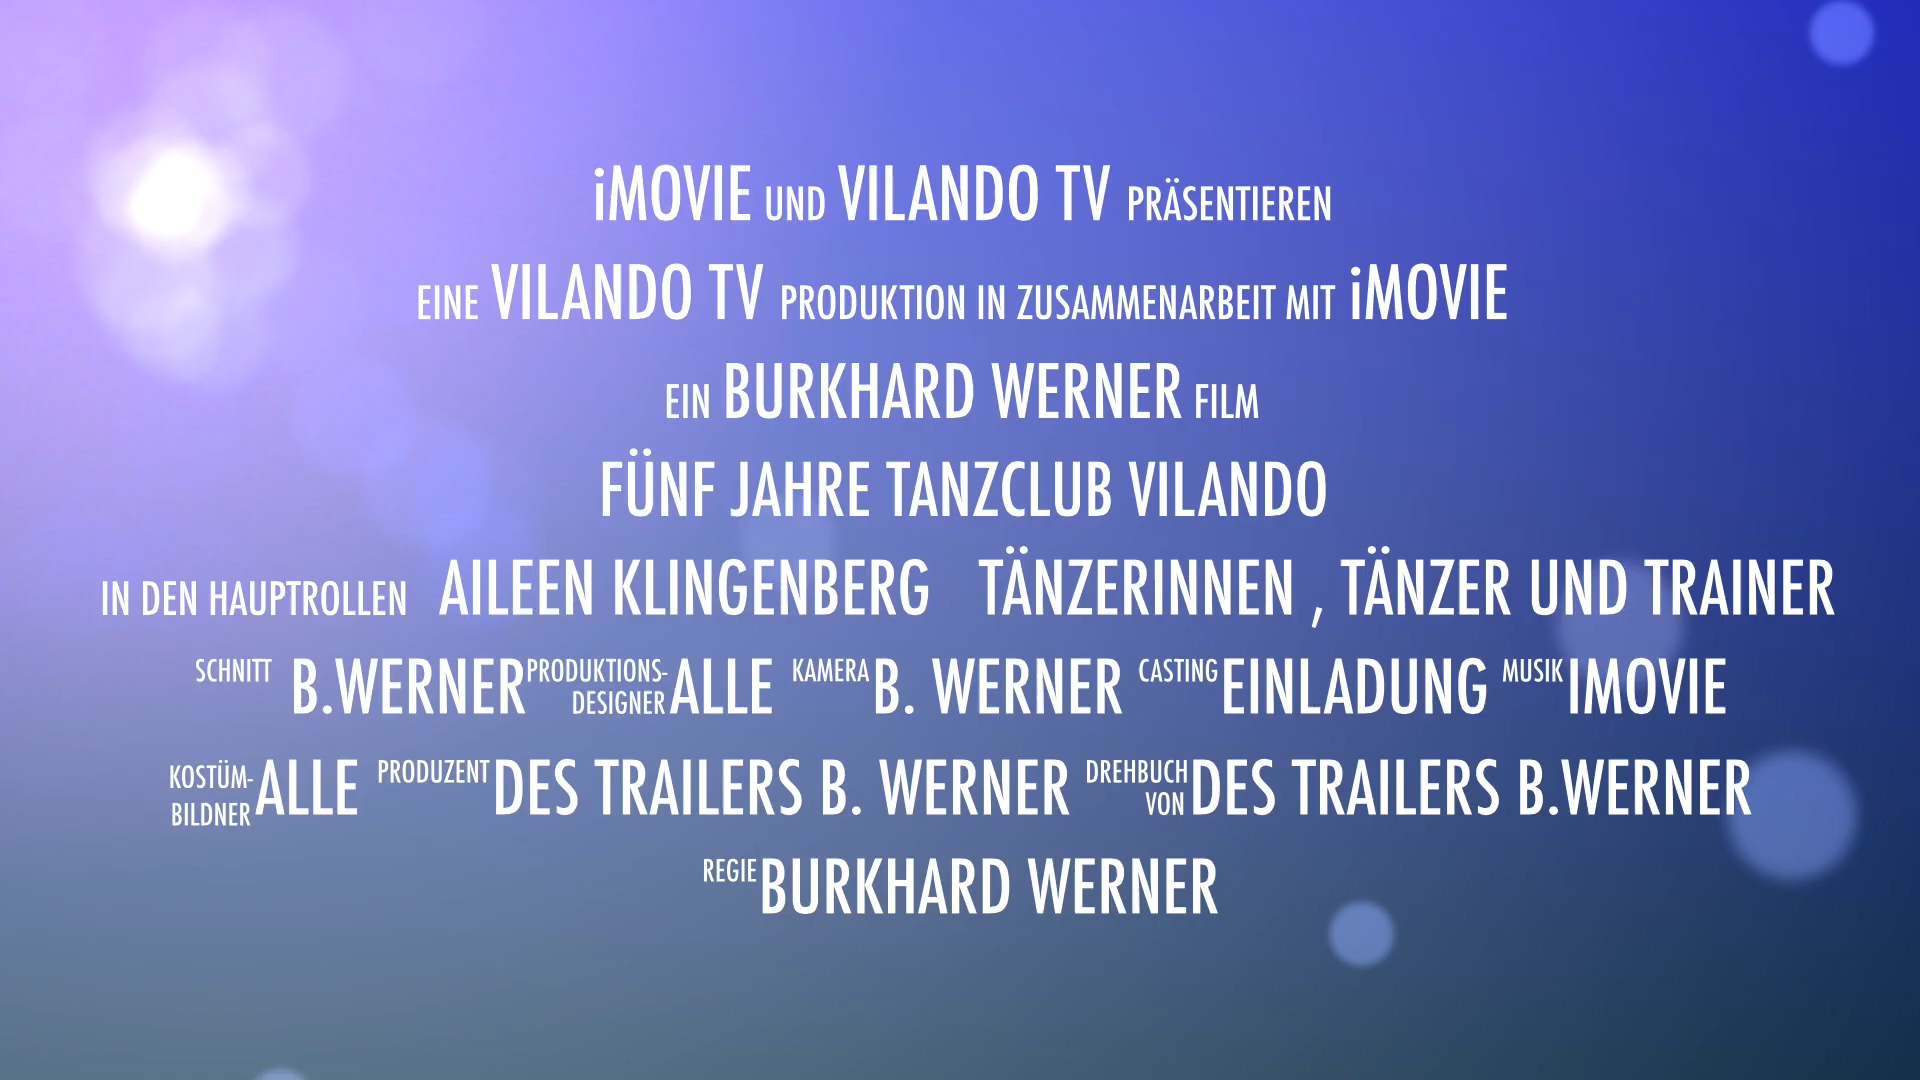 iMOVIE UND VILANDO TV PRÄSENTIEREN
EINE VILANDO TV PRODUKTION IN ZUSAMMENARBEIT MIT iMOVIE
EIN BURKHARD WERNER FILM
FÜNF JAHRE TANZCLUB VILANDO
IN DEN HAUPTROLLEN AILEEN KLINGENBERG TÄNZERINNEN , TÄNZER UND TRAINER
SCHNITT B.WERNER PRODUKTIONS-DESIGNER ALLE KAMERA B. WERNER CASTING EINLADUNG MUSIK IMOVIE
KOSTÜM-BILDNER ALLE PRODUZENT DES TRAILERS B. WERNER DREHBUCH VON DES TRAILERS B.WERNER
REGIE BURKHARD WERNER